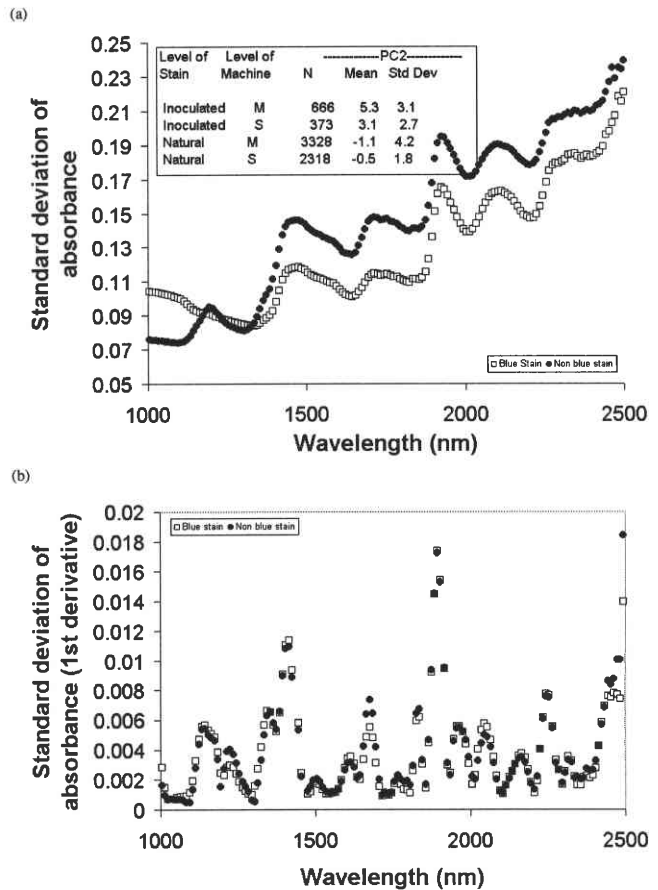 (a)
Level of Level of ----------------PC2----------------
Stain Machine N Mean Std Dev
Inoculated M 666 5.3 3.1
Inoculated S 373 3.1 2.7
Natural M 3328 -1.1 4.2
Natural S 2318 -0.5 1.8
Standard deviation of
absorbance
0.25
0.23
0.21
0.19
0.17
0.15
0.13
0.11
0.09
0.07
0.05
Blue Stain Non blue stain
1000 1500 2000 2500
Wavelength (nm)
(b)
Standard deviation of
absorbance (1st derivative)
0.02
0.018
0.016
0.014
0.012
0.01
0.008
0.006
0.004
0.002
0
Blue stain Non blue stain
1000 1500 2000 2500
Wavelength (nm)